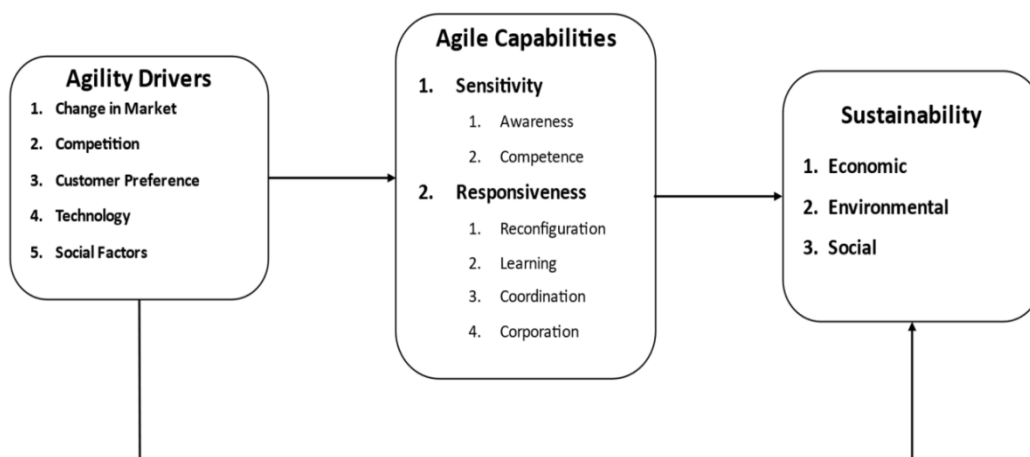 Agility Drivers
1. Change in Market
2. Competition
3. Customer Preference
4. Technology
5. Social Factors
Agile Capabilities
1. Sensitivity
1. Awareness
2. Competence
2. Responsiveness
1. Reconfiguration
2. Learning
3. Coordination
4. Corporation
Sustainability
1. Economic
2. Environmental
3. Social